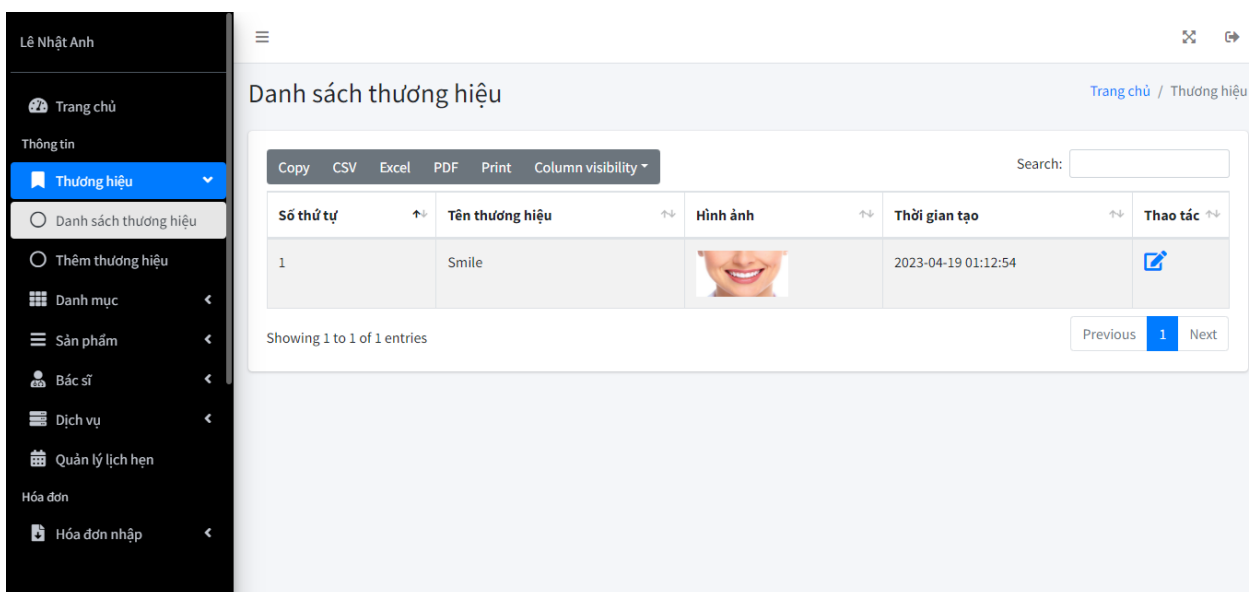 Lê Nhật Anh
Trang chủ
Thông tin
Thương hiệu
Danh sách thương hiệu
Thêm thương hiệu
Danh mục
Sản phẩm
Bác sĩ
Dịch vụ
Quản lý lịch hẹn
Hóa đơn
Hóa đơn nhập
Danh sách thương hiệu
Trang chủ / Thương hiệu
Copy CSV Excel PDF Print Column visibility
Search:
Số thứ tự Tên thương hiệu Hình ảnh Thời gian tạo Thao tác
1 Smile 2023-04-19 01:12:54
Showing 1 to 1 of 1 entries
Previous 1 Next